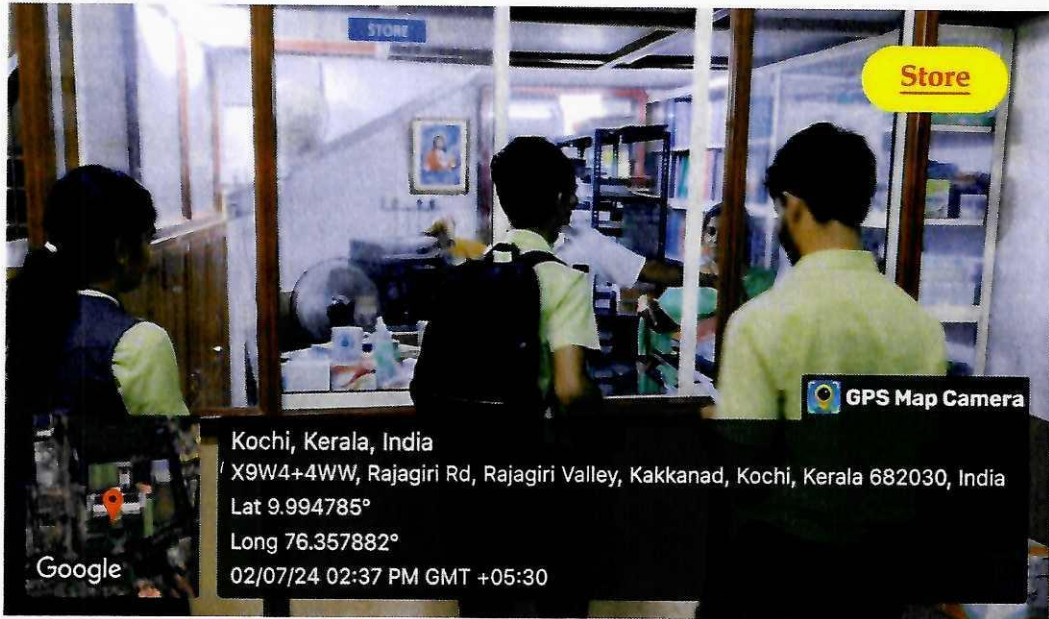 STORE
Store
GPS Map Camera
Kochi, Kerala, India
X9W4+4WW, Rajagiri Rd, Rajagiri Valley, Kakkanad, Kochi, Kerala 682030, India
Lat 9.994785°
Long 76.357882°
02/07/24 02:37 PM GMT +05:30
Google